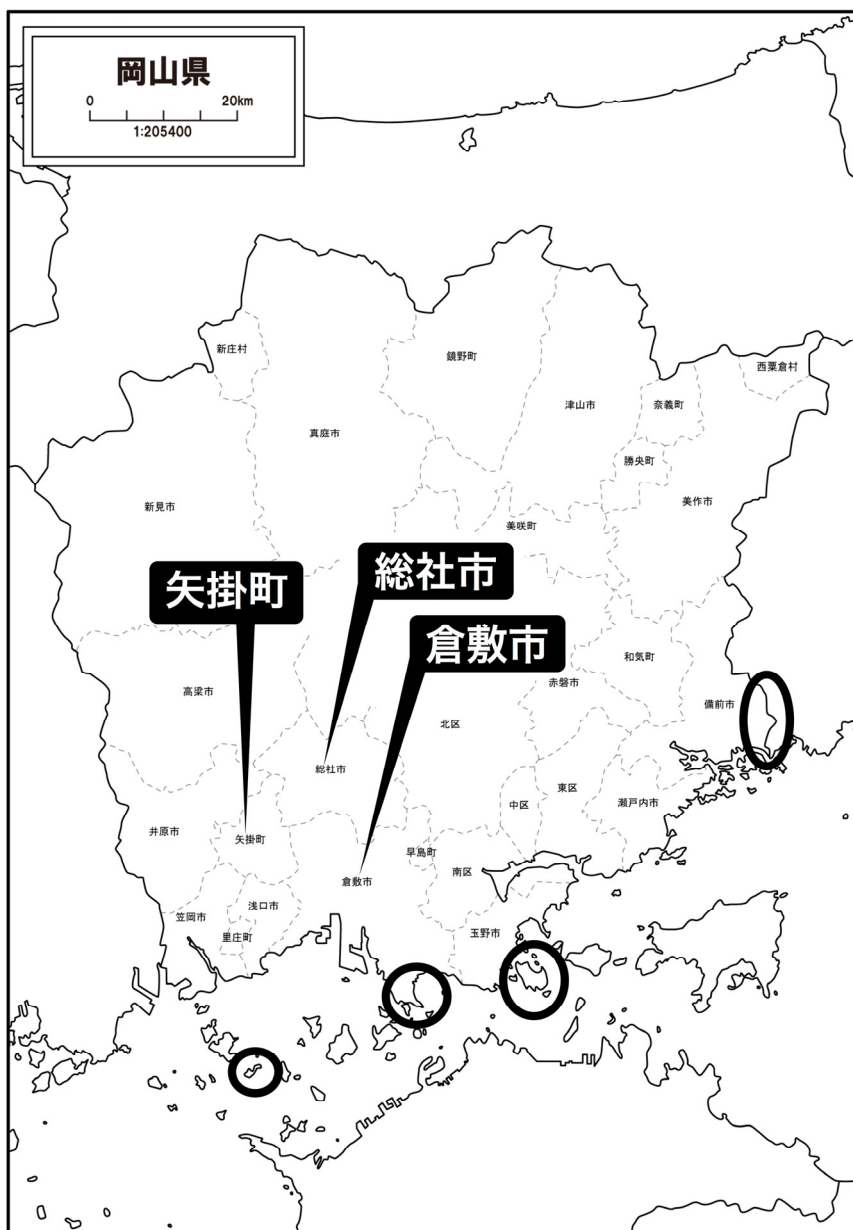 岡山県
0 20km
1:205400
新庄村
鏡野町
西粟倉村
津山市
奈義町
真庭市
勝央町
新見市
美作市
美咲町
総社市
矢掛町
倉敷市
和気町
高梁市
赤磐市
備前市
北区
総社市
東区
中区
瀬戸内市
井原市
矢掛町
早島町
南区
倉敷市
浅口市
笠岡市
玉野市
里庄町